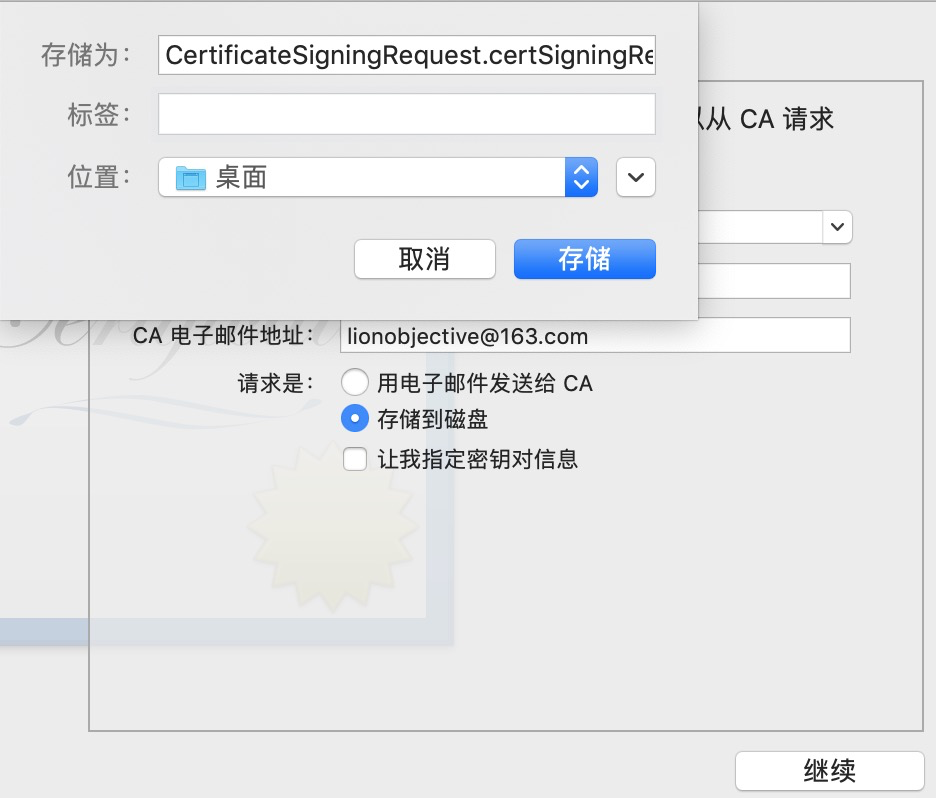 存储为：
CertificateSigningRequest.certSigningRe
标签：
位置：
桌面
取消
存储
从 CA 请求
CA 电子邮件地址：
lionobjective@163.com
请求是：
用电子邮件发送给 CA
存储到磁盘
让我指定密钥对信息
继续